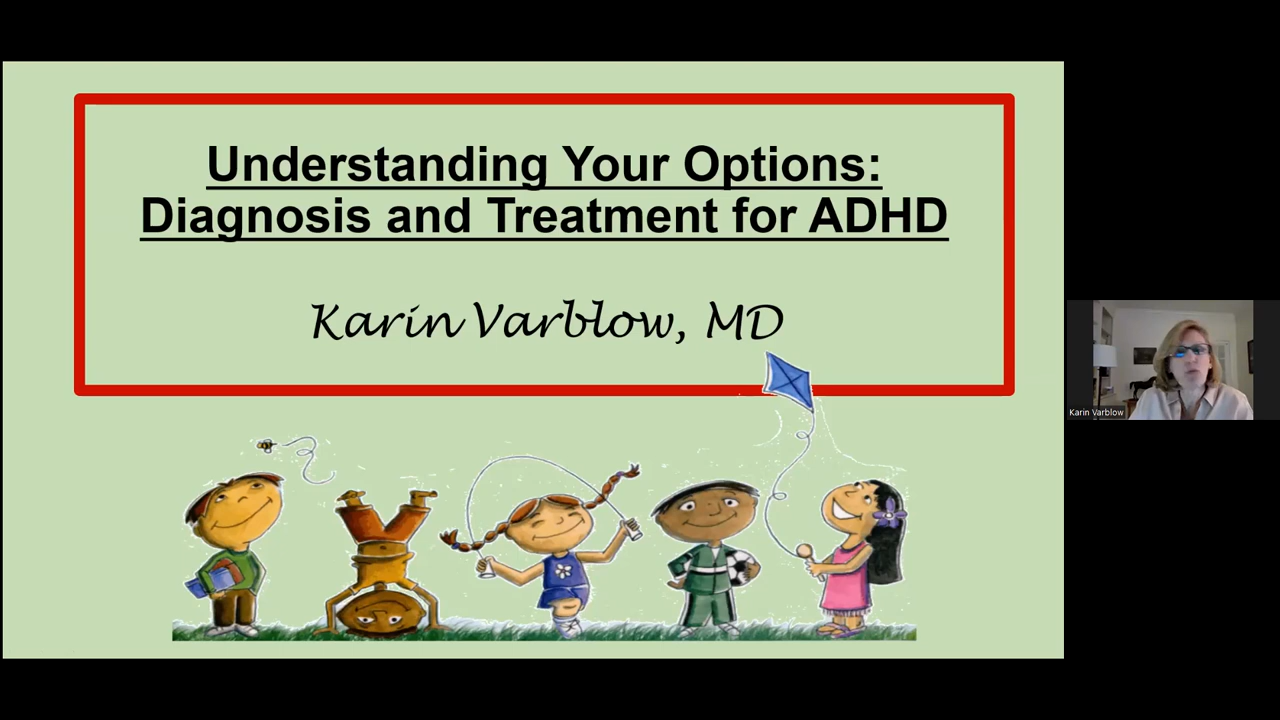 Understanding Your Options:
Diagnosis and Treatment for ADHD
Karin Varblow, MD
Karin Varblow